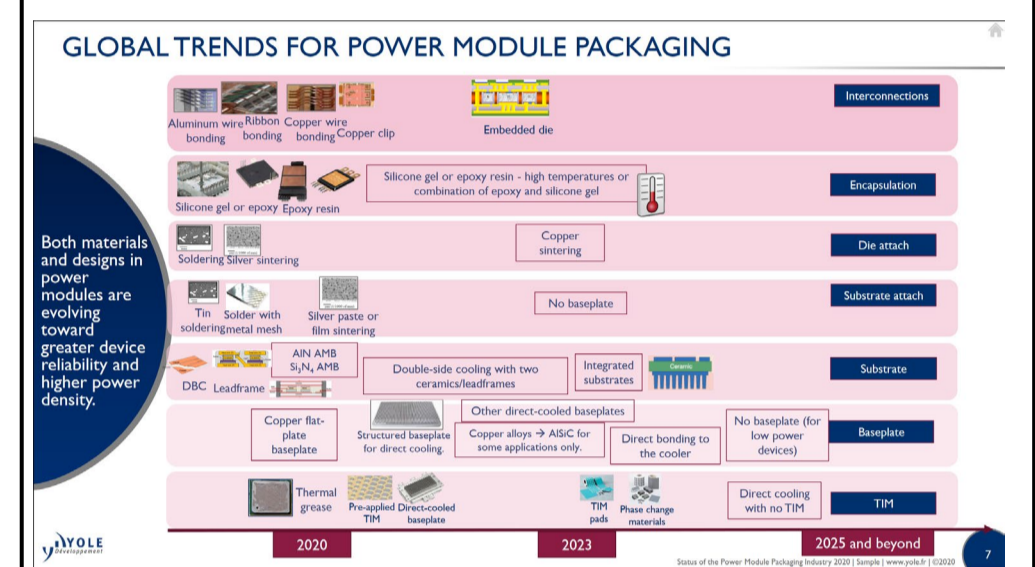 GLOBAL TRENDS FOR POWER MODULE PACKAGING
Both materials
and designs in
power
modules are
evolving
toward
greater device
reliability and
higher power
density.
Aluminum wire
bonding
Ribbon
bonding
Copper wire
bonding
Copper clip
Embedded die
Interconnections
Silicone gel or epoxy
Epoxy resin
Silicone gel or epoxy resin - high temperatures or
combination of epoxy and silicone gel
Encapsulation
Soldering
Silver sintering
Copper
sintering
Die attach
Tin
soldering
Solder with
metal mesh
Silver paste or
film sintering
No baseplate
Substrate attach
DBC
Leadframe
AlN AMB
Si₃N₄ AMB
Double-side cooling with two
ceramics/leadframes
Integrated
substrates
Ceramic
Substrate
Copper flat-
plate
baseplate
Structured baseplate
for direct cooling.
Other direct-cooled baseplates
Copper alloys → AlSiC for
some applications only.
Direct bonding to
the cooler
No baseplate (for
low power
devices)
Baseplate
Thermal
grease
Pre-applied
TIM
Direct-cooled
baseplate
TIM
pads
Phase change
materials
Direct cooling
with no TIM
TIM
2020
2023
2025 and beyond
YOLE
Développement
Status of the Power Module Packaging Industry 2020 | Sample | www.yole.fr | ©2020
7